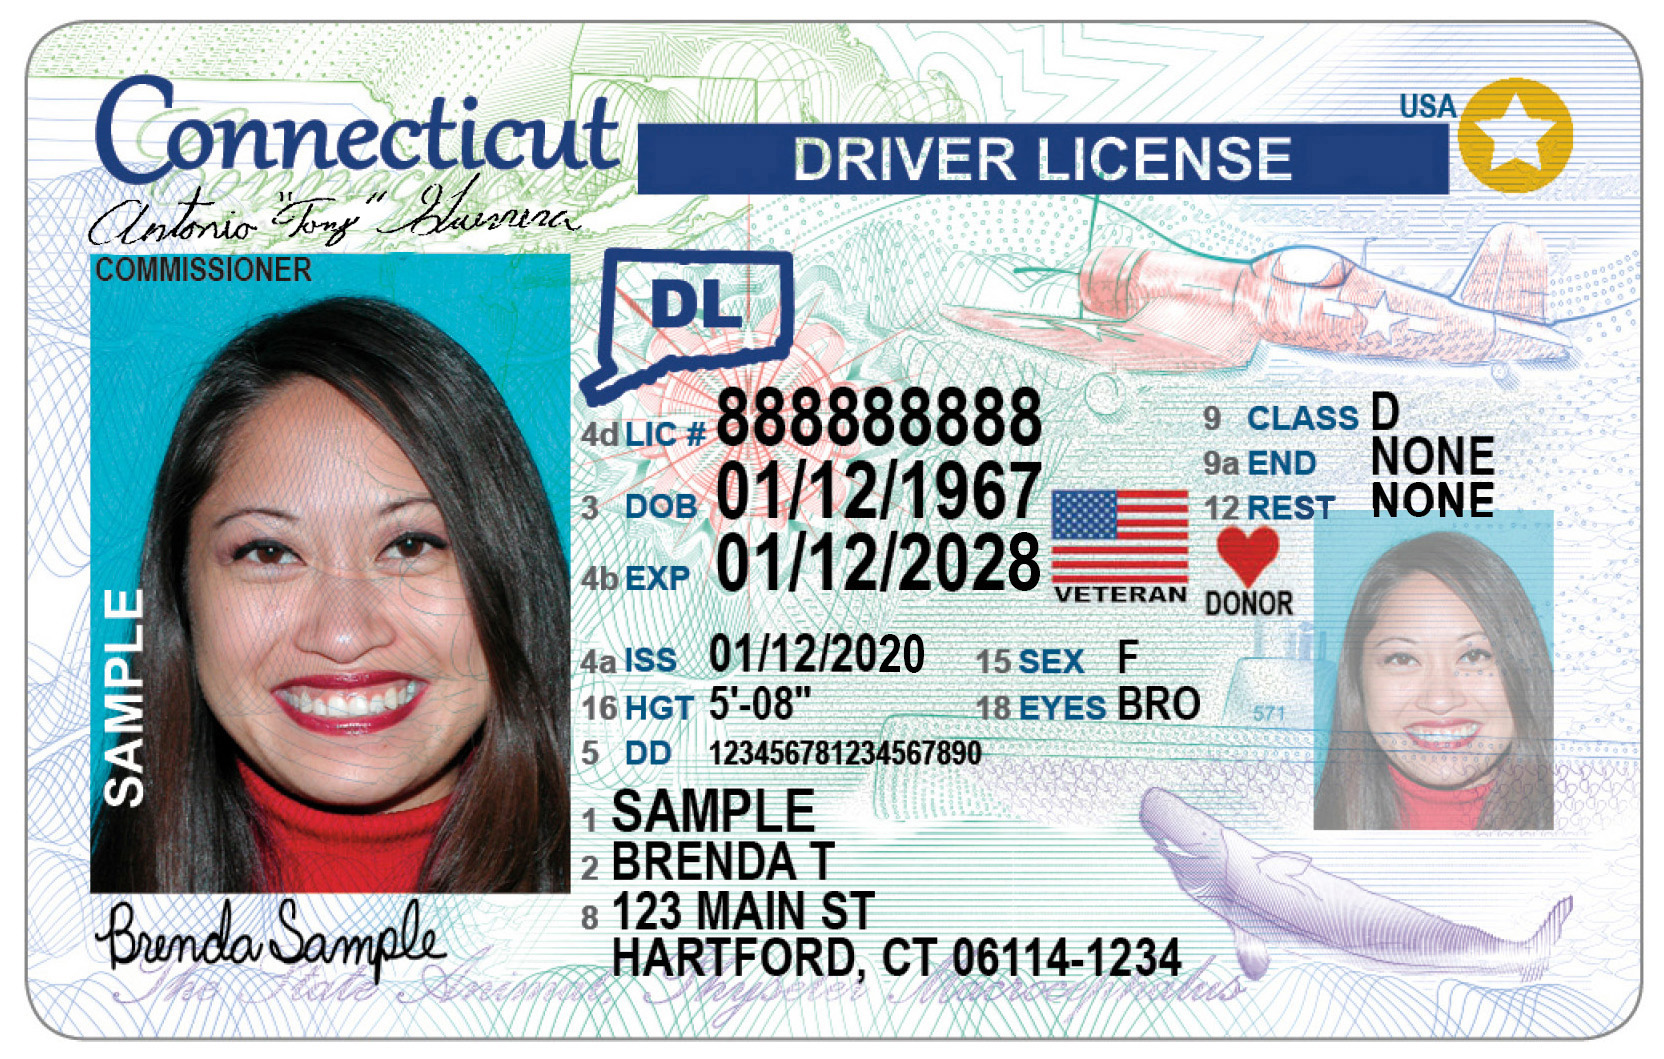 Connecticut
USA
DRIVER LICENSE
Antonio "Tony" Guerrera
COMMISSIONER
DL
4d LIC # 888888888
9 CLASS D
9a END NONE
3 DOB 01/12/1967
12 REST NONE
4b EXP 01/12/2028
VETERAN
DONOR
4a ISS 01/12/2020
15 SEX F
16 HGT 5'-08"
18 EYES BRO
571
5 DD 123456781234567890
SAMPLE
1 SAMPLE
2 BRENDA T
8 123 MAIN ST
HARTFORD, CT 06114-1234
Brenda Sample
The State Animal, Physeter Macrocephalus